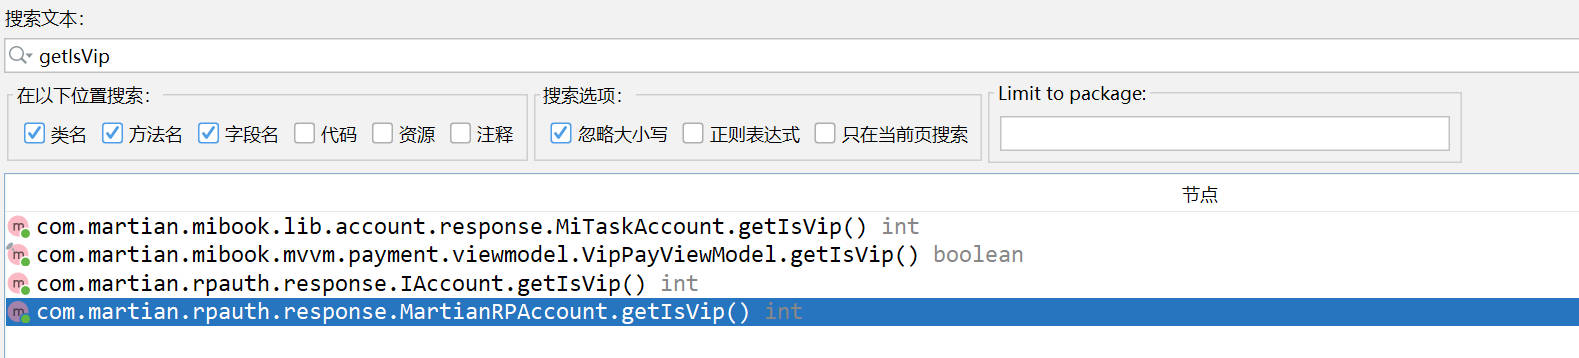 搜索文本:
getIsVip
在以下位置搜索: 搜索选项: Limit to package:
类名 方法名 字段名 代码 资源 注释 忽略大小写 正则表达式 只在当前页搜索
节点
m com.martian.mibook.lib.account.response.MiTaskAccount.getIsVip() int
m com.martian.mibook.mvvm.payment.viewmodel.VipPayViewModel.getIsVip() boolean
m com.martian.rpauth.response.IAccount.getIsVip() int
m com.martian.rpauth.response.MartianRPAccount.getIsVip() int